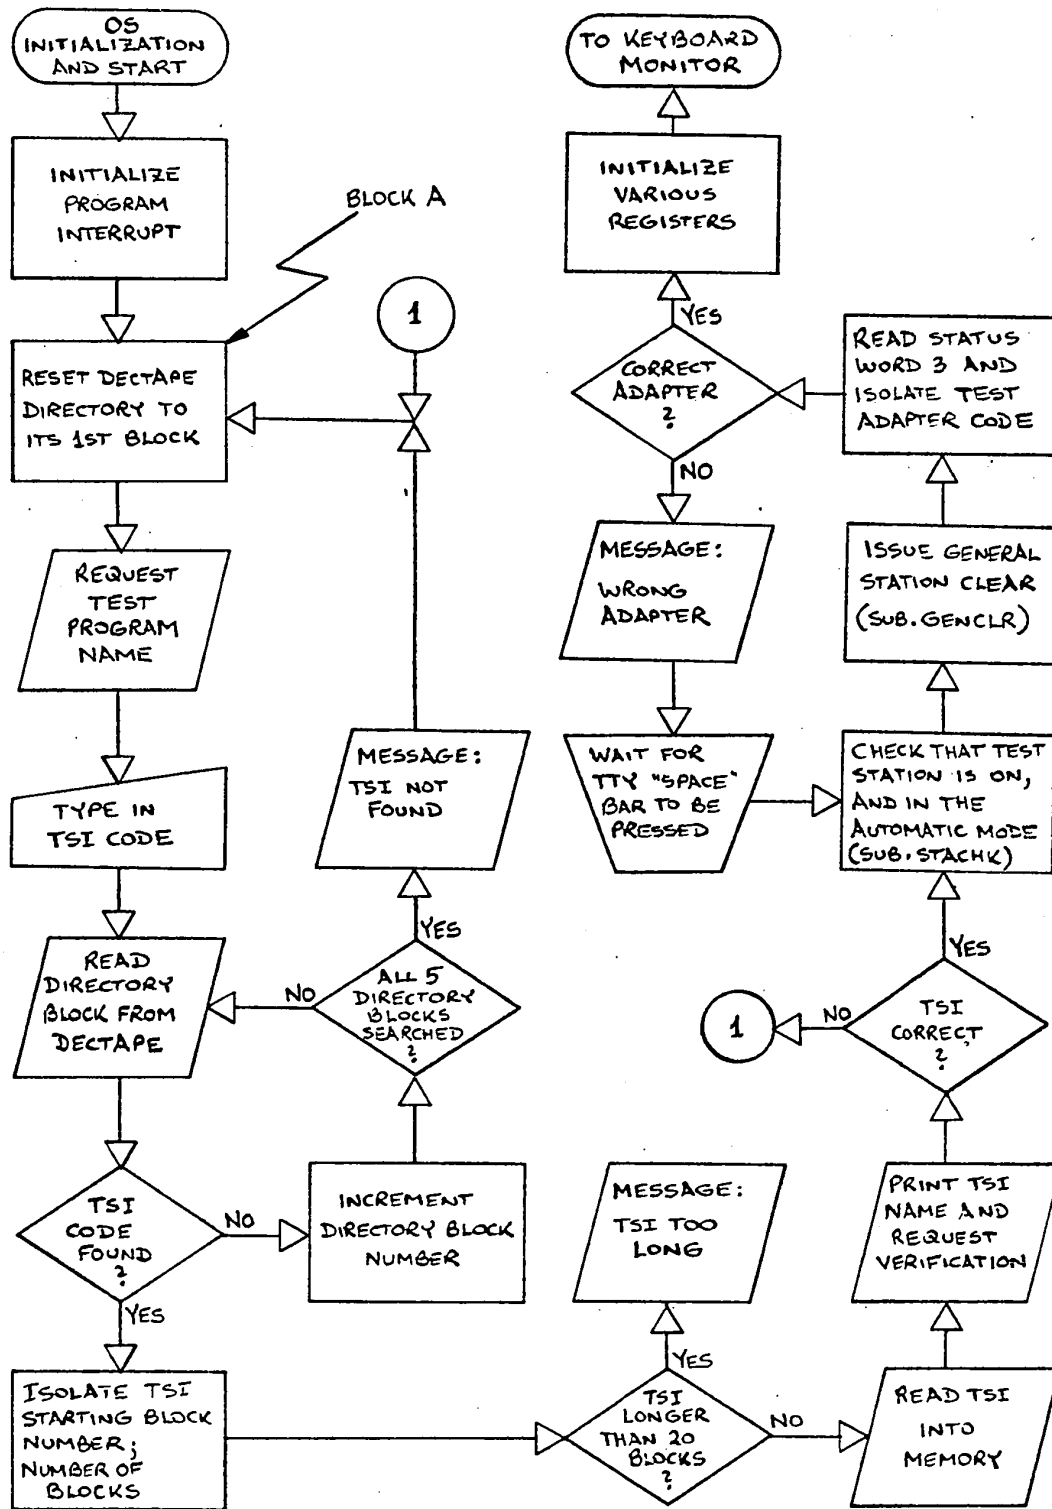 OS
INITIALIZATION
AND START
INITIALIZE
PROGRAM
INTERRUPT
BLOCK A
RESET DECTAPE
DIRECTORY TO
ITS 1ST BLOCK
1
REQUEST
TEST
PROGRAM
NAME
TYPE IN
TSI CODE
READ
DIRECTORY
BLOCK FROM
DECTAPE
TSI
CODE
FOUND
?
NO
YES
INCREMENT
DIRECTORY BLOCK
NUMBER
ALL 5
DIRECTORY
BLOCKS
SEARCHED
?
NO
YES
MESSAGE:
TSI NOT
FOUND
ISOLATE TSI
STARTING BLOCK
NUMBER;
NUMBER OF
BLOCKS
TSI
LONGER
THAN 20
BLOCKS
?
YES
NO
MESSAGE:
TSI TOO
LONG
READ TSI
INTO
MEMORY
PRINT TSI
NAME AND
REQUEST
VERIFICATION
TSI
CORRECT
?
NO
YES
1
CHECK THAT TEST
STATION IS ON,
AND IN THE
AUTOMATIC MODE
(SUB.STACHK)
ISSUE GENERAL
STATION CLEAR
(SUB.GENCLR)
READ STATUS
WORD 3 AND
ISOLATE TEST
ADAPTER CODE
CORRECT
ADAPTER
?
YES
NO
MESSAGE:
WRONG
ADAPTER
WAIT FOR
TTY "SPACE"
BAR TO BE
PRESSED
INITIALIZE
VARIOUS
REGISTERS
TO KEYBOARD
MONITOR